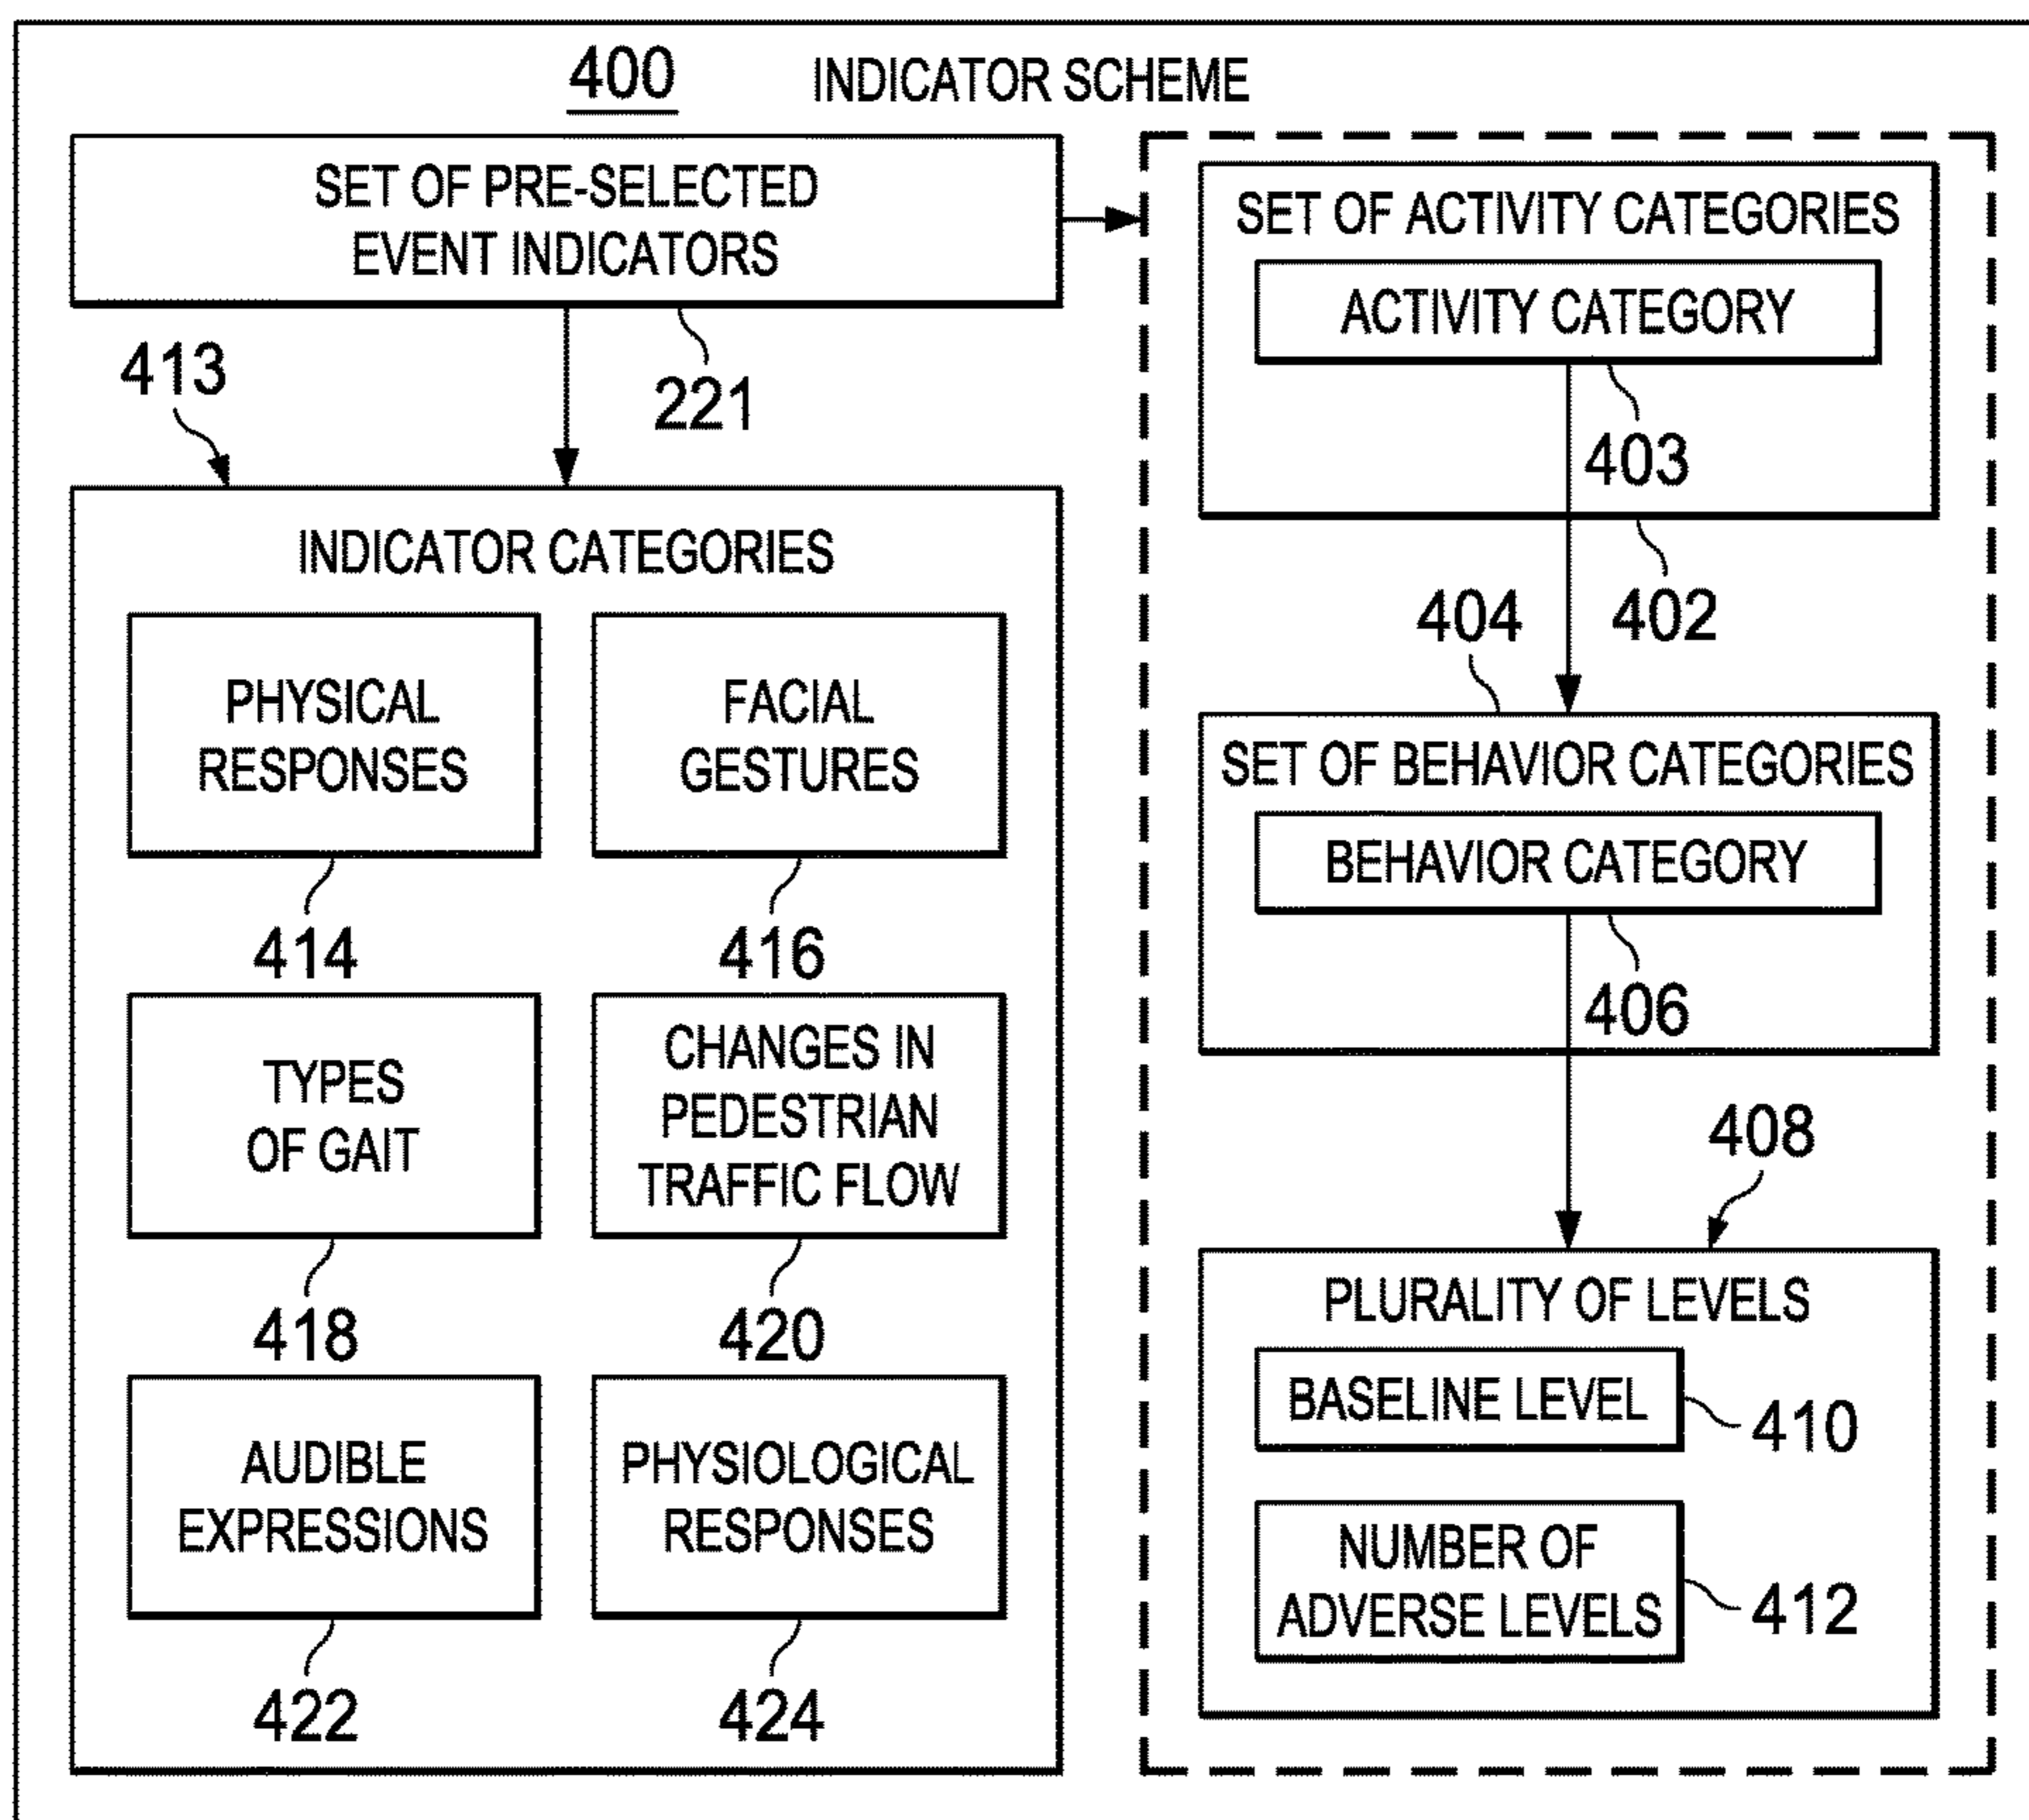 400 INDICATOR SCHEME
SET OF PRE-SELECTED
EVENT INDICATORS
221
413
INDICATOR CATEGORIES
PHYSICAL
RESPONSES
414
FACIAL
GESTURES
416
TYPES
OF GAIT
418
CHANGES IN
PEDESTRIAN
TRAFFIC FLOW
420
AUDIBLE
EXPRESSIONS
422
PHYSIOLOGICAL
RESPONSES
424
SET OF ACTIVITY CATEGORIES
ACTIVITY CATEGORY
403
402
404
SET OF BEHAVIOR CATEGORIES
BEHAVIOR CATEGORY
406
408
PLURALITY OF LEVELS
BASELINE LEVEL
410
NUMBER OF
ADVERSE LEVELS
412